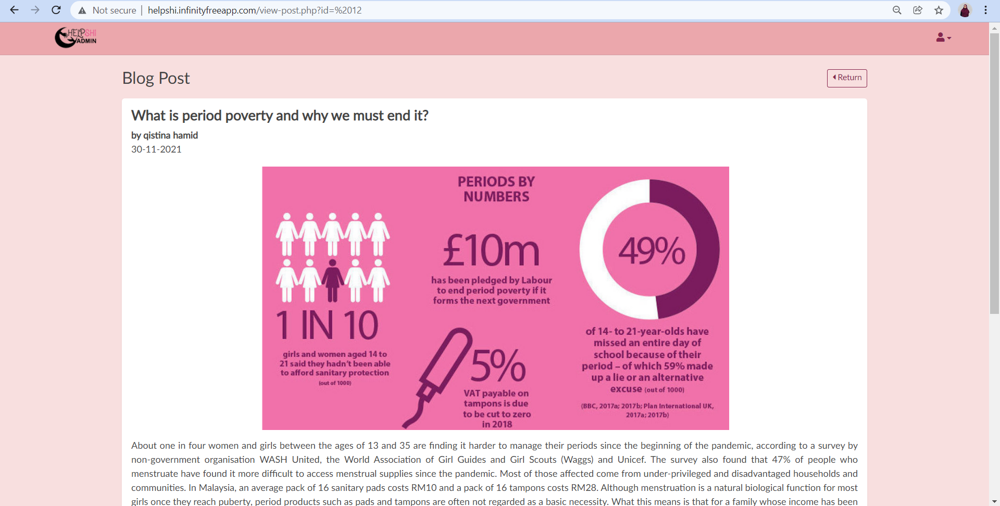 Not secure | helpshi.infinityfreeapp.com/view-post.php?id=%2012
HELPSHI
ADMIN
Blog Post
Return
What is period poverty and why we must end it?
by qistina hamid
30-11-2021
PERIODS BY
NUMBERS
1 IN 10
girls and women aged 14 to
21 said they hadn't been able
to afford sanitary protection
(out of 1000)
£10m
has been pledged by Labour
to end period poverty if it
forms the next government
5%
VAT payable on
tampons is due
to be cut to zero
in 2018
49%
of 14- to 21-year-olds have
missed an entire day of
school because of their
period – of which 59% made
up a lie or an alternative
excuse (out of 1000)
(BBC, 2017a; 2017b; Plan International UK,
2017a; 2017b)
About one in four women and girls between the ages of 13 and 35 are finding it harder to manage their periods since the beginning of the pandemic, according to a survey by
non-government organisation WASH United, the World Association of Girl Guides and Girl Scouts (Waggs) and Unicef. The survey also found that 47% of people who
menstruate have found it more difficult to access menstrual supplies since the pandemic. Most of those affected come from under-privileged and disadvantaged households and
communities. In Malaysia, an average pack of 16 sanitary pads costs RM10 and a pack of 16 tampons costs RM28. Although menstruation is a natural biological function for most
girls once they reach puberty, period products such as pads and tampons are often not regarded as a basic necessity. What this means is that for a family whose income has been